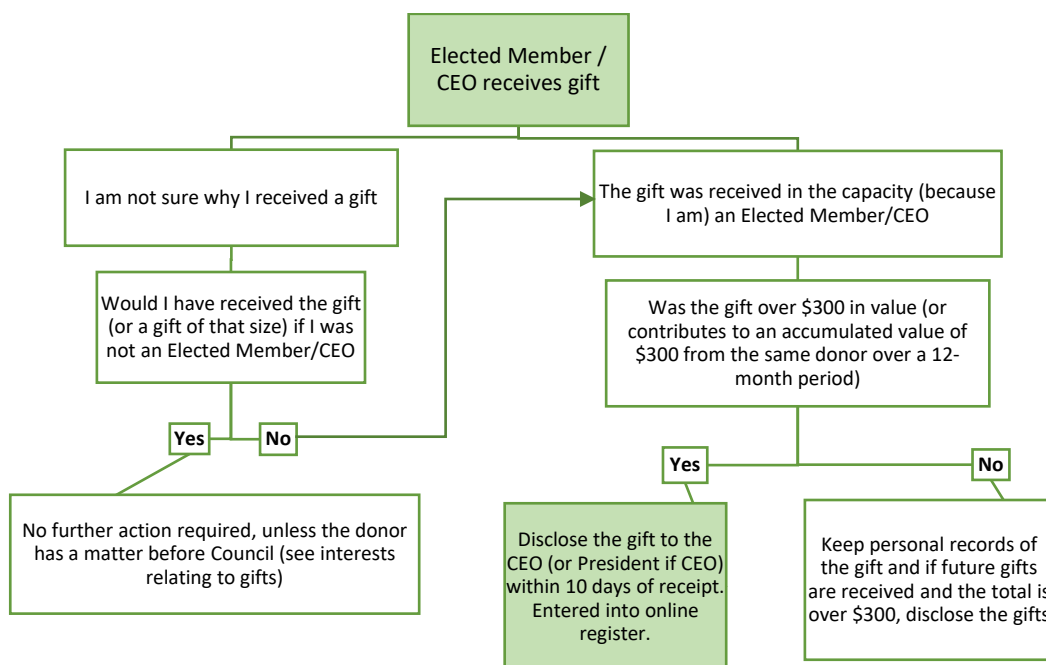 Elected Member /
CEO receives gift
I am not sure why I received a gift
The gift was received in the capacity (because
I am) an Elected Member/CEO
Would I have received the gift
(or a gift of that size) if I was
not an Elected Member/CEO
Was the gift over $300 in value (or
contributes to an accumulated value of
$300 from the same donor over a 12-
month period)
Yes
No
Yes
No
No further action required, unless the donor
has a matter before Council (see interests
relating to gifts)
Disclose the gift to the
CEO (or President if CEO)
within 10 days of receipt.
Entered into online
register.
Keep personal records of
the gift and if future gifts
are received and the total is
over $300, disclose the gifts